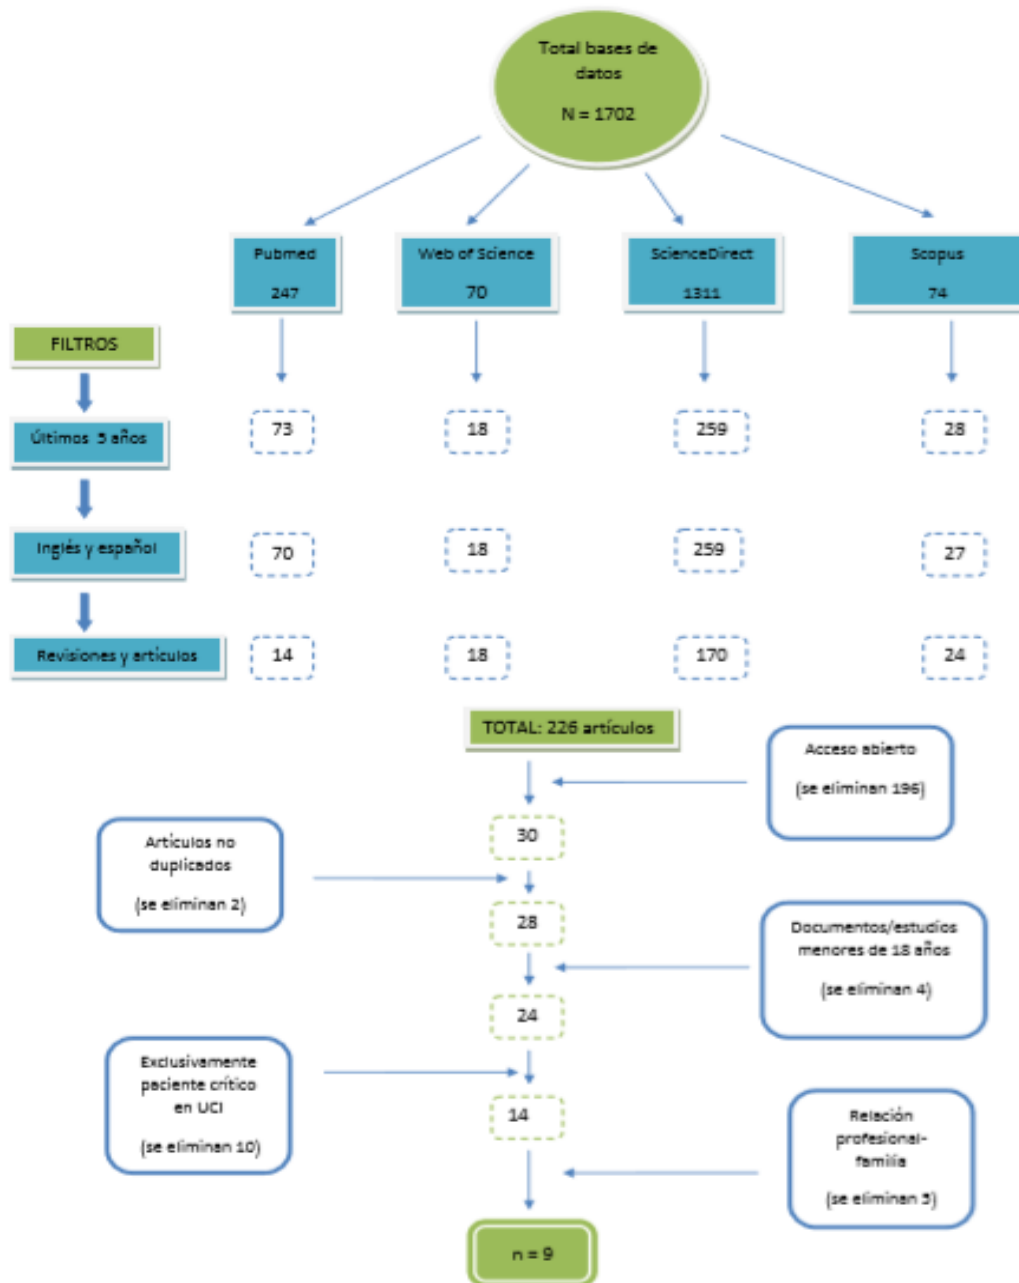 Total bases de
datos
N = 1702
Pubmed
247
Web of Science
70
ScienceDirect
1311
Scopus
74
FILTROS
Últimos 5 años
73
18
259
28
Inglés y español
70
18
259
27
Revisiones y artículos
14
18
170
24
TOTAL: 226 artículos
Acceso abierto
(se eliminan 196)
30
Artículos no
duplicados
(se eliminan 2)
28
Documentos/estudios
menores de 18 años
(se eliminan 4)
24
Exclusivamente
paciente crítico
en UCI
(se eliminan 10)
14
Relación
profesional-
familia
(se eliminan 5)
n = 9